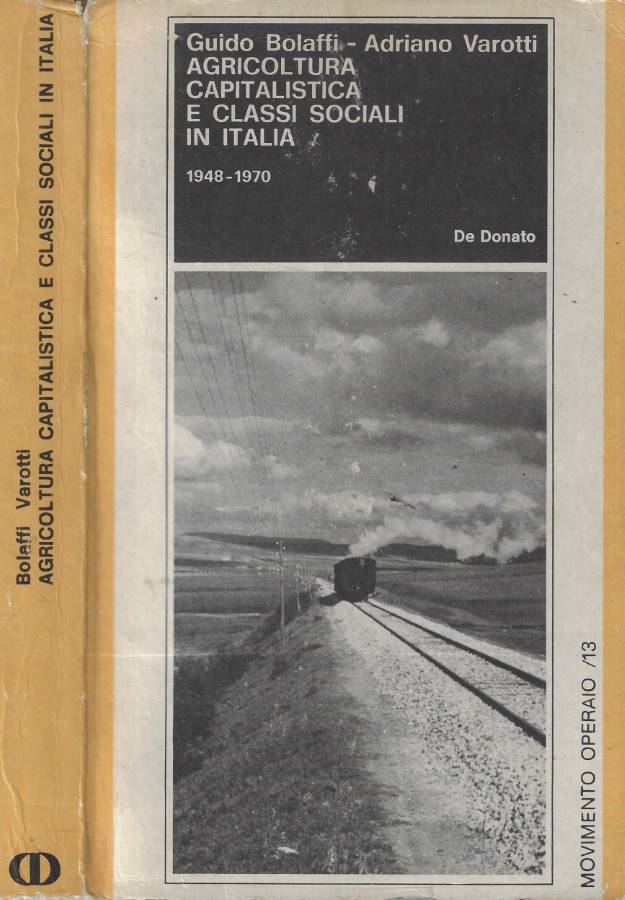 Bolaffi Varotti
AGRICOLTURA CAPITALISTICA E CLASSI SOCIALI IN ITALIA
Guido Bolaffi - Adriano Varotti
AGRICOLTURA
CAPITALISTICA
E CLASSI SOCIALI
IN ITALIA
1948-1970
De Donato
MOVIMENTO OPERAIO /13